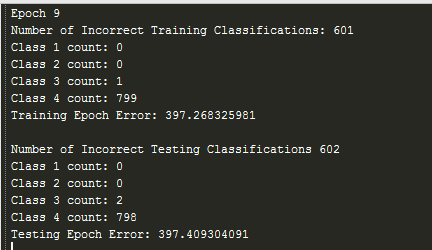 Epoch 9
Number of Incorrect Training Classifications: 601
Class 1 count: 0
Class 2 count: 0
Class 3 count: 1
Class 4 count: 799
Training Epoch Error: 397.268325981
Number of Incorrect Testing Classifications 602
Class 1 count: 0
Class 2 count: 0
Class 3 count: 2
Class 4 count: 798
Testing Epoch Error: 397.409304091